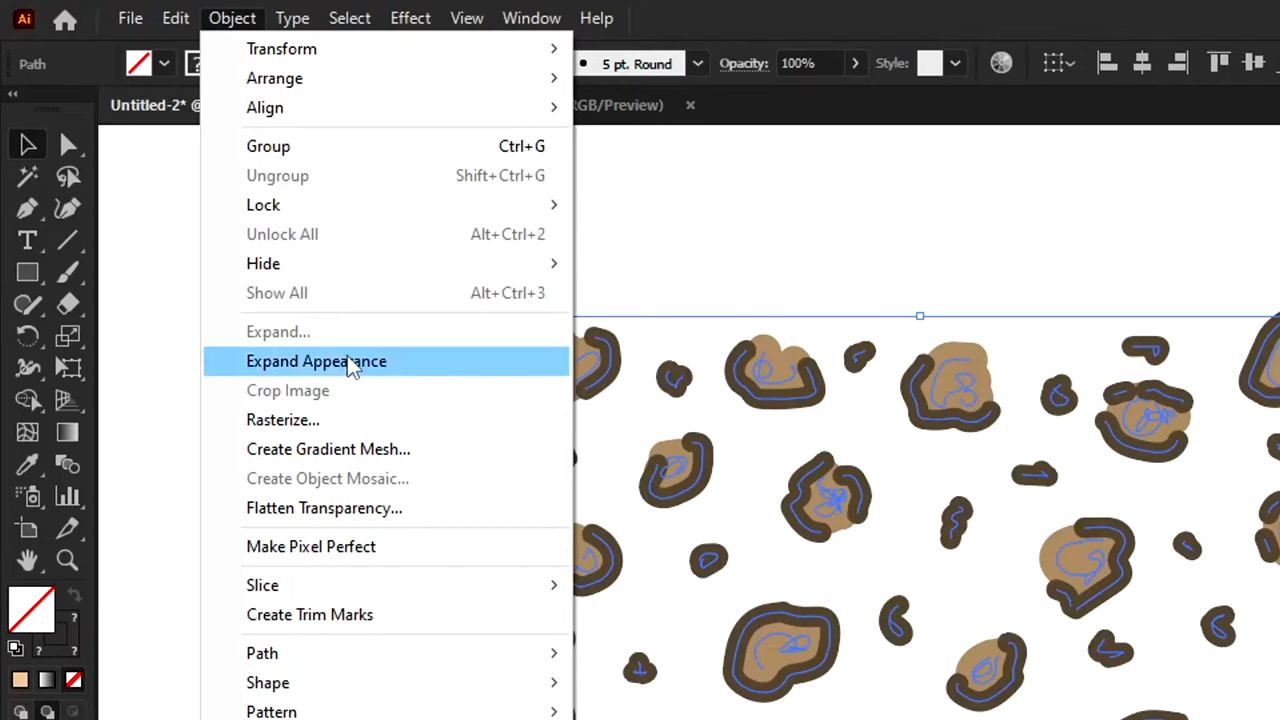 Ai File Edit Object Type Select Effect View Window Help
Path ? 5 pt. Round Opacity: 100% Style:
Untitled-2* @ RGB/Preview) ×
Transform
Arrange
Align
Group Ctrl+G
Ungroup Shift+Ctrl+G
Lock
Unlock All Alt+Ctrl+2
Hide
Show All Alt+Ctrl+3
Expand...
Expand Appearance
Crop Image
Rasterize...
Create Gradient Mesh...
Create Object Mosaic...
Flatten Transparency...
Make Pixel Perfect
Slice
Create Trim Marks
Path
Shape
Pattern
T
?
? ?